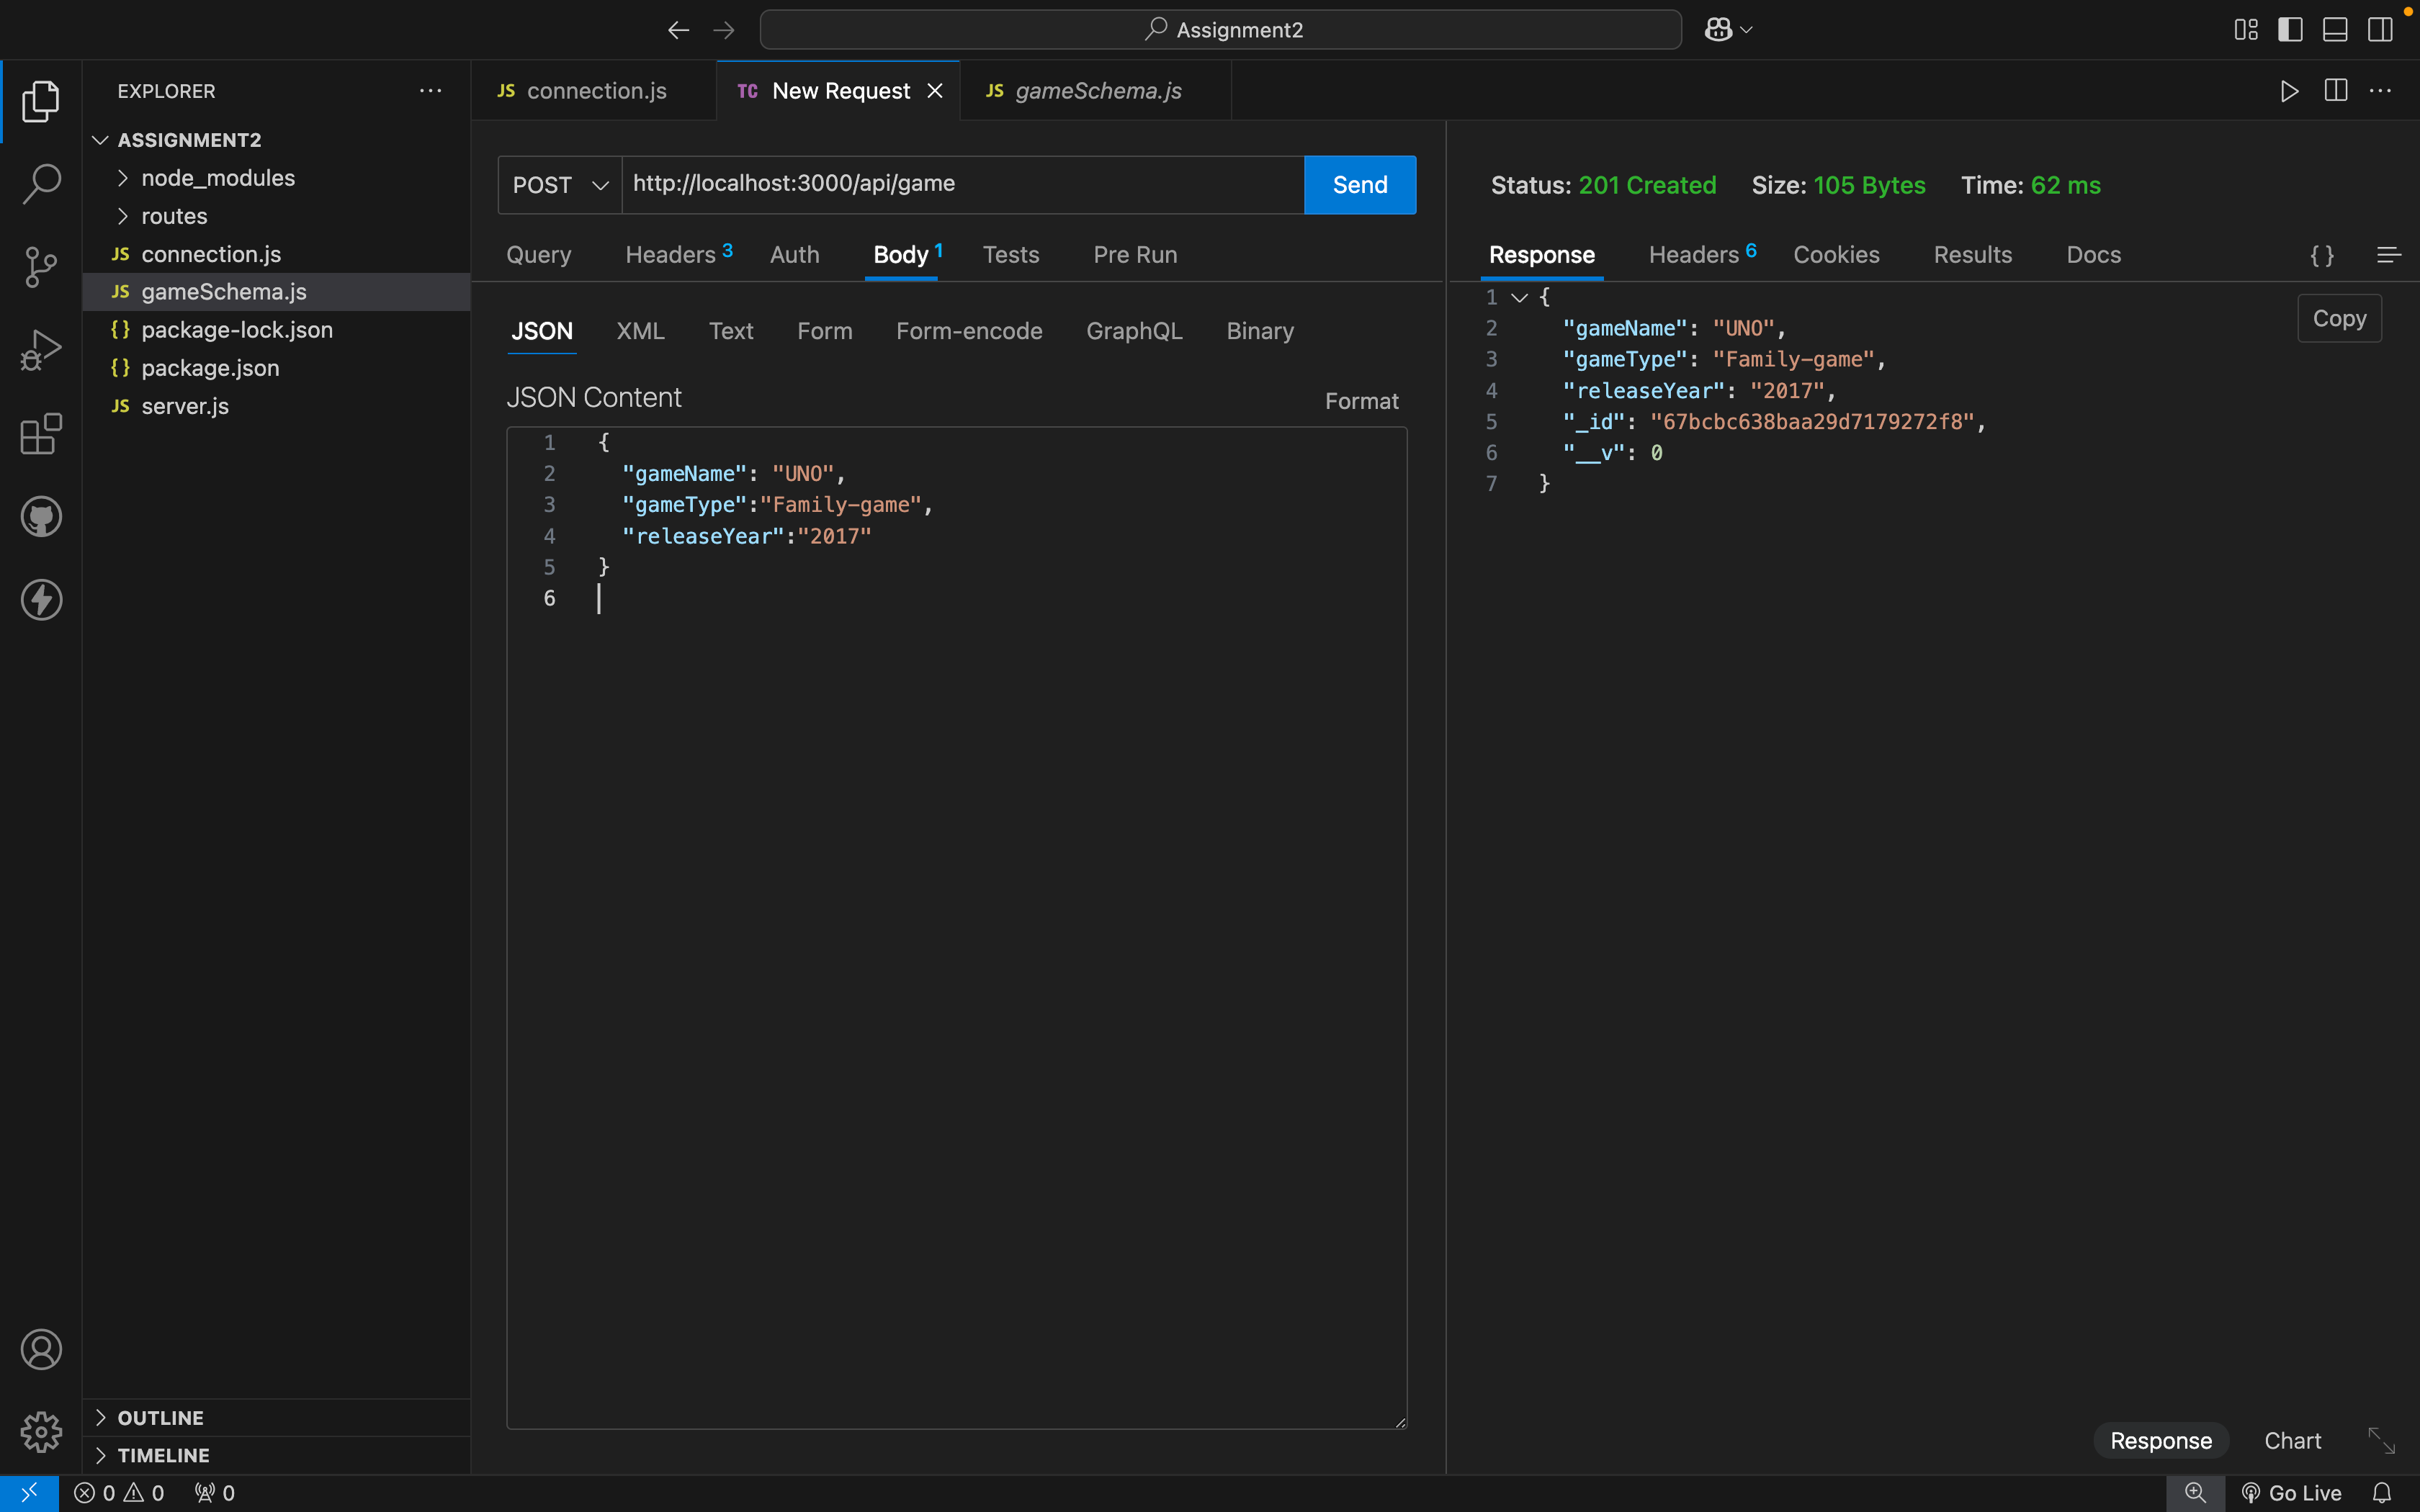 Assignment2
EXPLORER
ASSIGNMENT2
node_modules
routes
JS connection.js
JS gameSchema.js
{} package-lock.json
{} package.json
JS server.js
OUTLINE
TIMELINE
JS connection.js
TC New Request
JS gameSchema.js
POST http://localhost:3000/api/game Send
Query Headers 3 Auth Body 1 Tests Pre Run
JSON XML Text Form Form-encode GraphQL Binary
JSON Content Format
1 {
2 "gameName": "UNO",
3 "gameType":"Family-game",
4 "releaseYear":"2017"
5 }
6
Status: 201 Created Size: 105 Bytes Time: 62 ms
Response Headers 6 Cookies Results Docs {}
Copy
1 {
2 "gameName": "UNO",
3 "gameType": "Family-game",
4 "releaseYear": "2017",
5 "_id": "67bcbc638baa29d7179272f8",
6 "__v": 0
7 }
Response Chart
0 0 0 Go Live